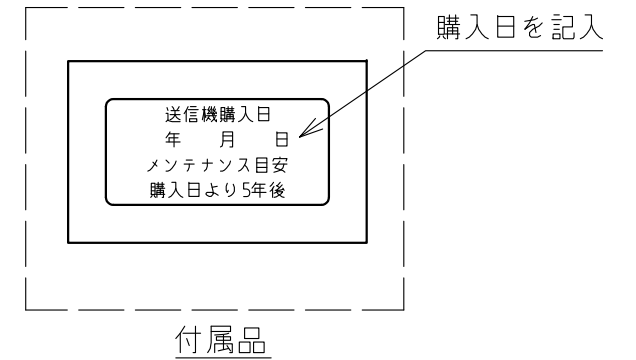 購入日を記入
送信機購入日
年 月 日
メンテナンス目安
購入日より5年後
付属品